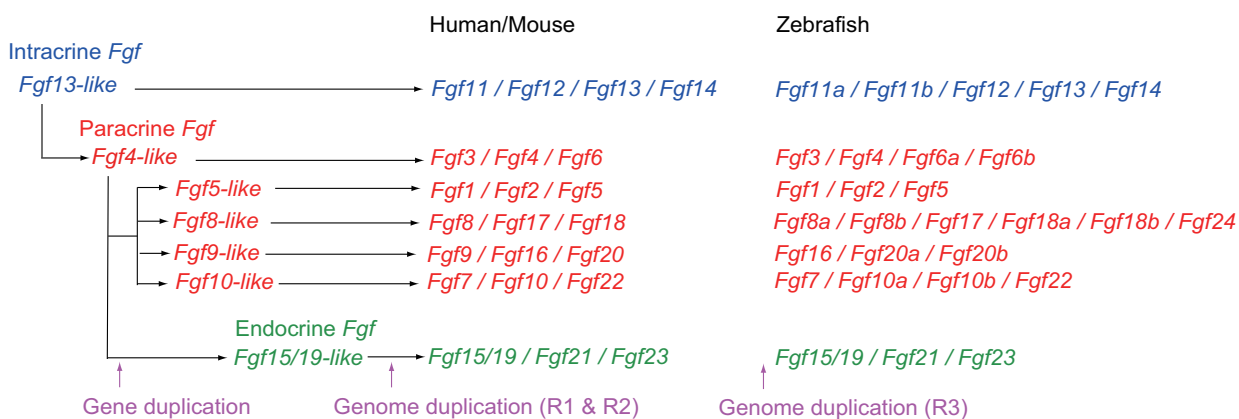 Human/Mouse Zebrafish
Intracrine Fgf
Fgf13-like Fgf11 / Fgf12 / Fgf13 / Fgf14 Fgf11a / Fgf11b / Fgf12 / Fgf13 / Fgf14
Paracrine Fgf
Fgf4-like Fgf3 / Fgf4 / Fgf6 Fgf3 / Fgf4 / Fgf6a / Fgf6b
Fgf5-like Fgf1 / Fgf2 / Fgf5 Fgf1 / Fgf2 / Fgf5
Fgf8-like Fgf8 / Fgf17 / Fgf18 Fgf8a / Fgf8b / Fgf17 / Fgf18a / Fgf18b / Fgf24
Fgf9-like Fgf9 / Fgf16 / Fgf20 Fgf16 / Fgf20a / Fgf20b
Fgf10-like Fgf7 / Fgf10 / Fgf22 Fgf7 / Fgf10a / Fgf10b / Fgf22
Endocrine Fgf
Fgf15/19-like Fgf15/19 / Fgf21 / Fgf23 Fgf15/19 / Fgf21 / Fgf23
Gene duplication Genome duplication (R1 & R2) Genome duplication (R3)